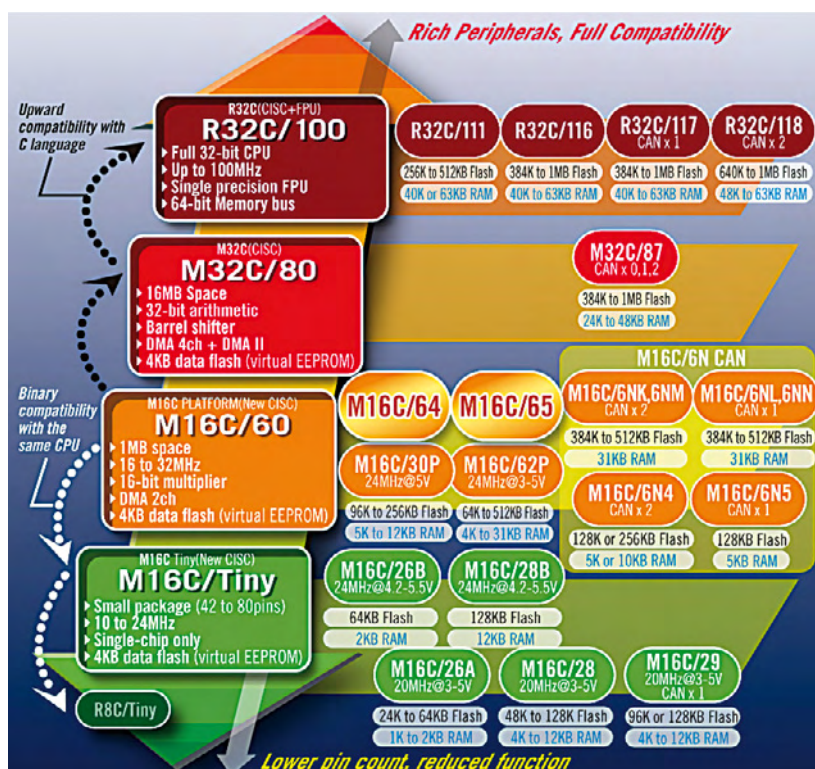 Rich Peripherals, Full Compatibility
Upward
compatibility with
C language
R32C(CISC+FPU)
R32C/100
Full 32-bit CPU
Up to 100MHz
Single precision FPU
64-bit Memory bus
R32C/111
256K to 512KB Flash
40K or 63KB RAM
R32C/116
384K to 1MB Flash
40K to 63KB RAM
R32C/117
CAN x 1
384K to 1MB Flash
40K to 63KB RAM
R32C/118
CAN x 2
640K to 1MB Flash
48K to 63KB RAM
M32C(CISC)
M32C/80
16MB Space
32-bit arithmetic
Barrel shifter
DMA 4ch + DMA II
4KB data flash (virtual EEPROM)
M32C/87
CAN x 0,1,2
384K to 1MB Flash
24K to 48KB RAM
Binary
compatibility
with the
same CPU
M16C PLATFORM(New CISC)
M16C/60
1MB space
16 to 32MHz
16-bit multiplier
DMA 2ch
4KB data flash (virtual EEPROM)
M16C/64
M16C/65
M16C/30P
24MHz@5V
96K to 256KB Flash
5K to 12KB RAM
M16C/62P
24MHz@3-5V
64K to 512KB Flash
4K to 31KB RAM
M16C/6N CAN
M16C/6NK,6NM
CAN x 2
384K to 512KB Flash
31KB RAM
M16C/6NL,6NN
CAN x 1
384K to 512KB Flash
31KB RAM
M16C/6N4
CAN x 2
128K or 256KB Flash
5K or 10KB RAM
M16C/6N5
CAN x 1
128KB Flash
5KB RAM
M16C Tiny(New CISC)
M16C/Tiny
Small package (42 to 80pins)
10 to 24MHz
Single-chip only
4KB data flash (virtual EEPROM)
M16C/26B
24MHz@4.2-5.5V
64KB Flash
2KB RAM
M16C/28B
24MHz@4.2-5.5V
128KB Flash
12KB RAM
M16C/26A
20MHz@3-5V
24K to 64KB Flash
1K to 2KB RAM
M16C/28
20MHz@3-5V
48K to 128K Flash
4K to 12KB RAM
M16C/29
20MHz@3-5V
CAN x 1
96K or 128KB Flash
4K to 12KB RAM
R8C/Tiny
Lower pin count, reduced function